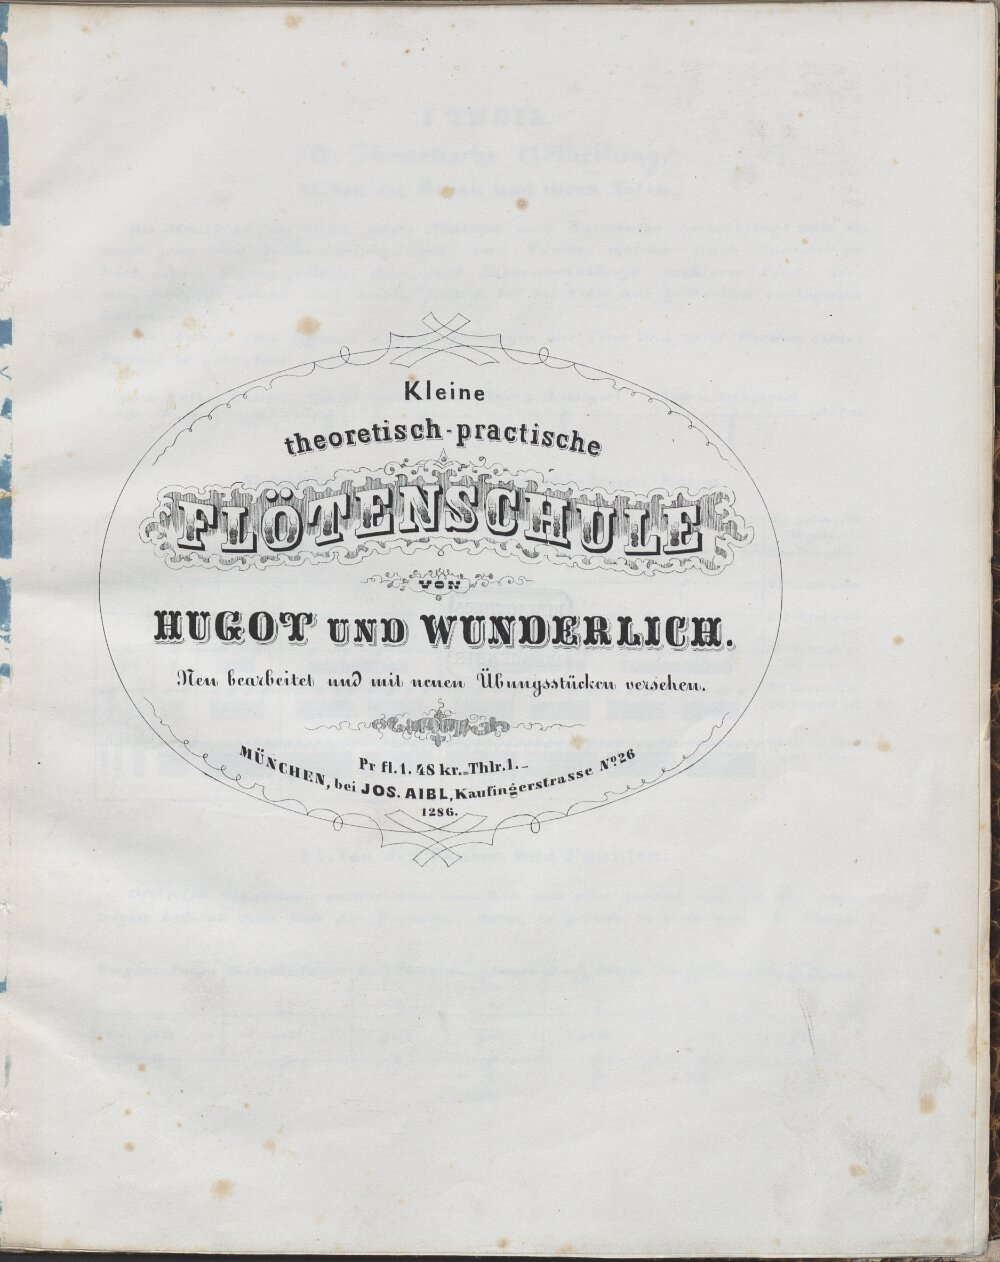 Kleine
theoretisch-practische
FLÖTENSCHULE
VON
HUGOT UND WUNDERLICH.
Neu bearbeitet und mit neuen Übungsstücken versehen.
Pr fl.1. 48 kr.=Thlr.1.–
MÜNCHEN, bei JOS. AIBL, Kaufingerstrasse No 26
1286.